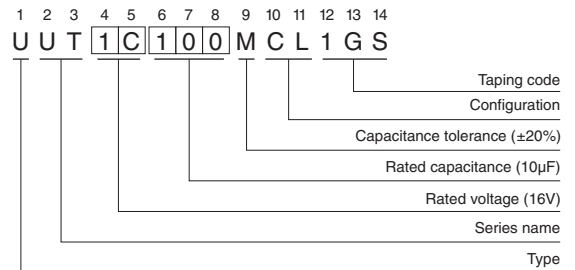 1 2 3 4 5 6 7 8 9 10 11 12 13 14
U U T 1 C 1 0 0 M C L 1 G S
Taping code
Configuration
Capacitance tolerance (±20%)
Rated capacitance (10µF)
Rated voltage (16V)
Series name
Type